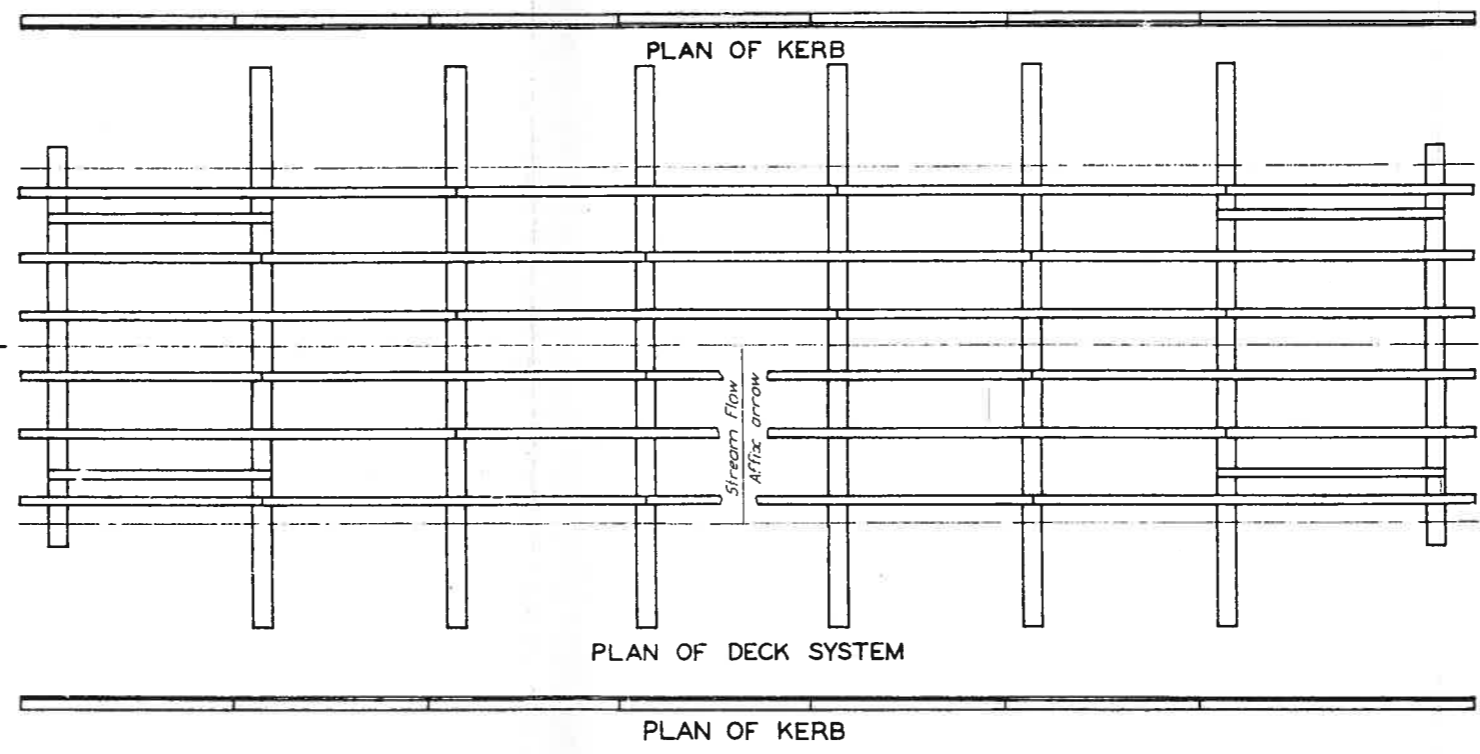 PLAN OF KERB
Stream Flow
Affix arrow
PLAN OF DECK SYSTEM
PLAN OF KERB